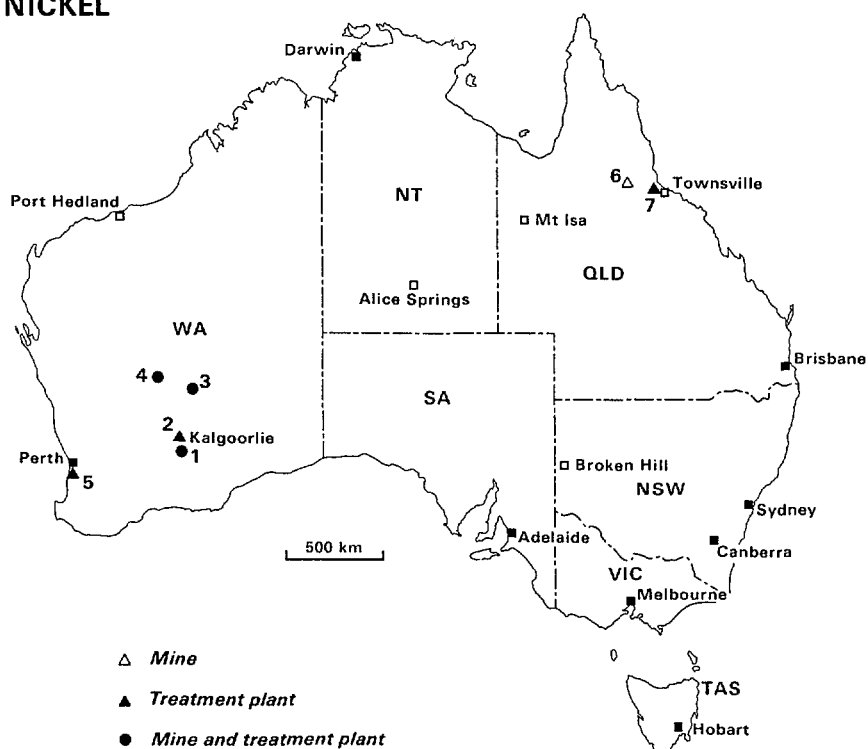 NICKEL
Darwin
Port Hedland
NT
6
7
Townsville
Mt Isa
QLD
Alice Springs
WA
4
3
SA
Brisbane
2
Kalgoorlie
1
Perth
5
Broken Hill
NSW
Sydney
500 km
Adelaide
Canberra
VIC
Melbourne
Mine
Treatment plant
Mine and treatment plant
TAS
Hobart